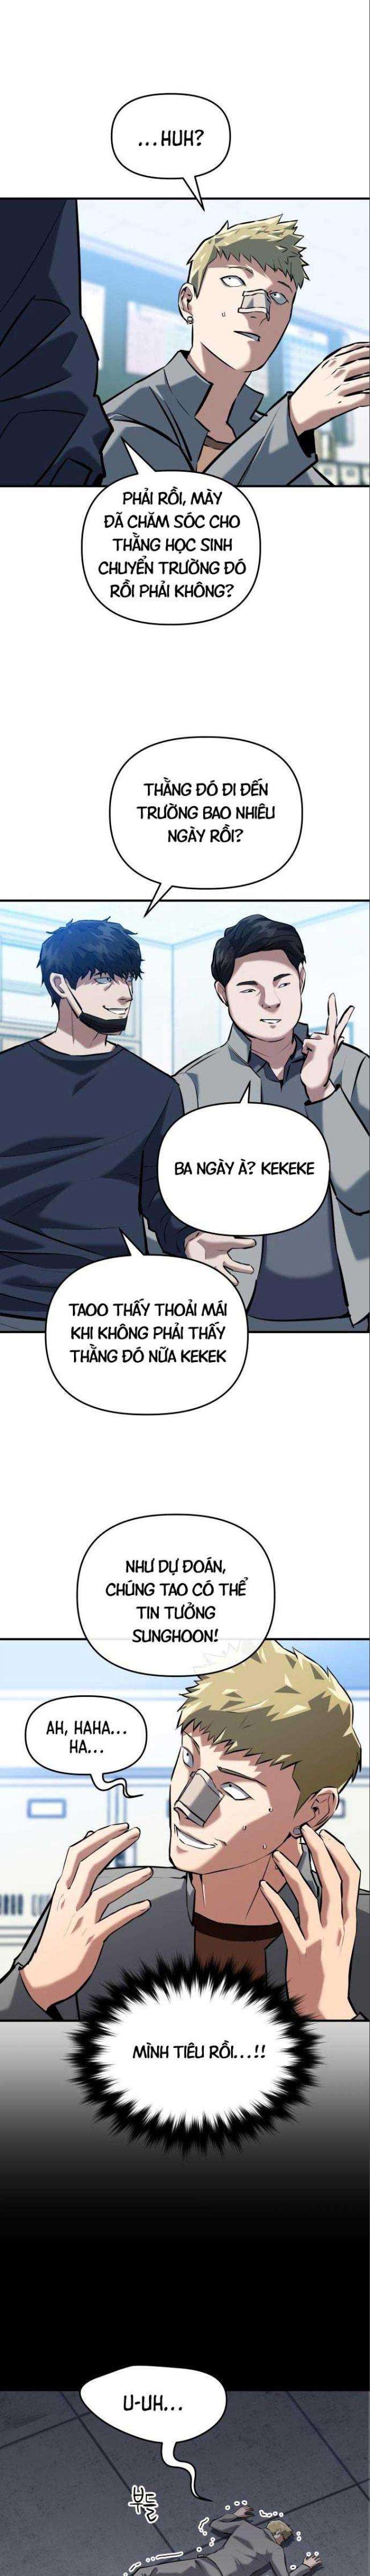 ...HUH?
PHẢI RỒI, MÀY
ĐÃ CHĂM SÓC CHO
THẰNG HỌC SINH
CHUYỂN TRƯỜNG ĐÓ
RỒI PHẢI KHÔNG?
THẰNG ĐÓ ĐI ĐẾN
TRƯỜNG BAO NHIÊU
NGÀY RỒI?
BA NGÀY À? KEKEKE
TAOO THẤY THOẢI MÁI
KHI KHÔNG PHẢI THẤY
THẰNG ĐÓ NỮA KEKEK
NHƯ DỰ ĐOÁN,
CHÚNG TAO CÓ THỂ
TIN TƯỞNG
SUNGHOON!
AH, HAHA...
HA...
MÌNH TIÊU RỒI...!!
U-UH...
부들